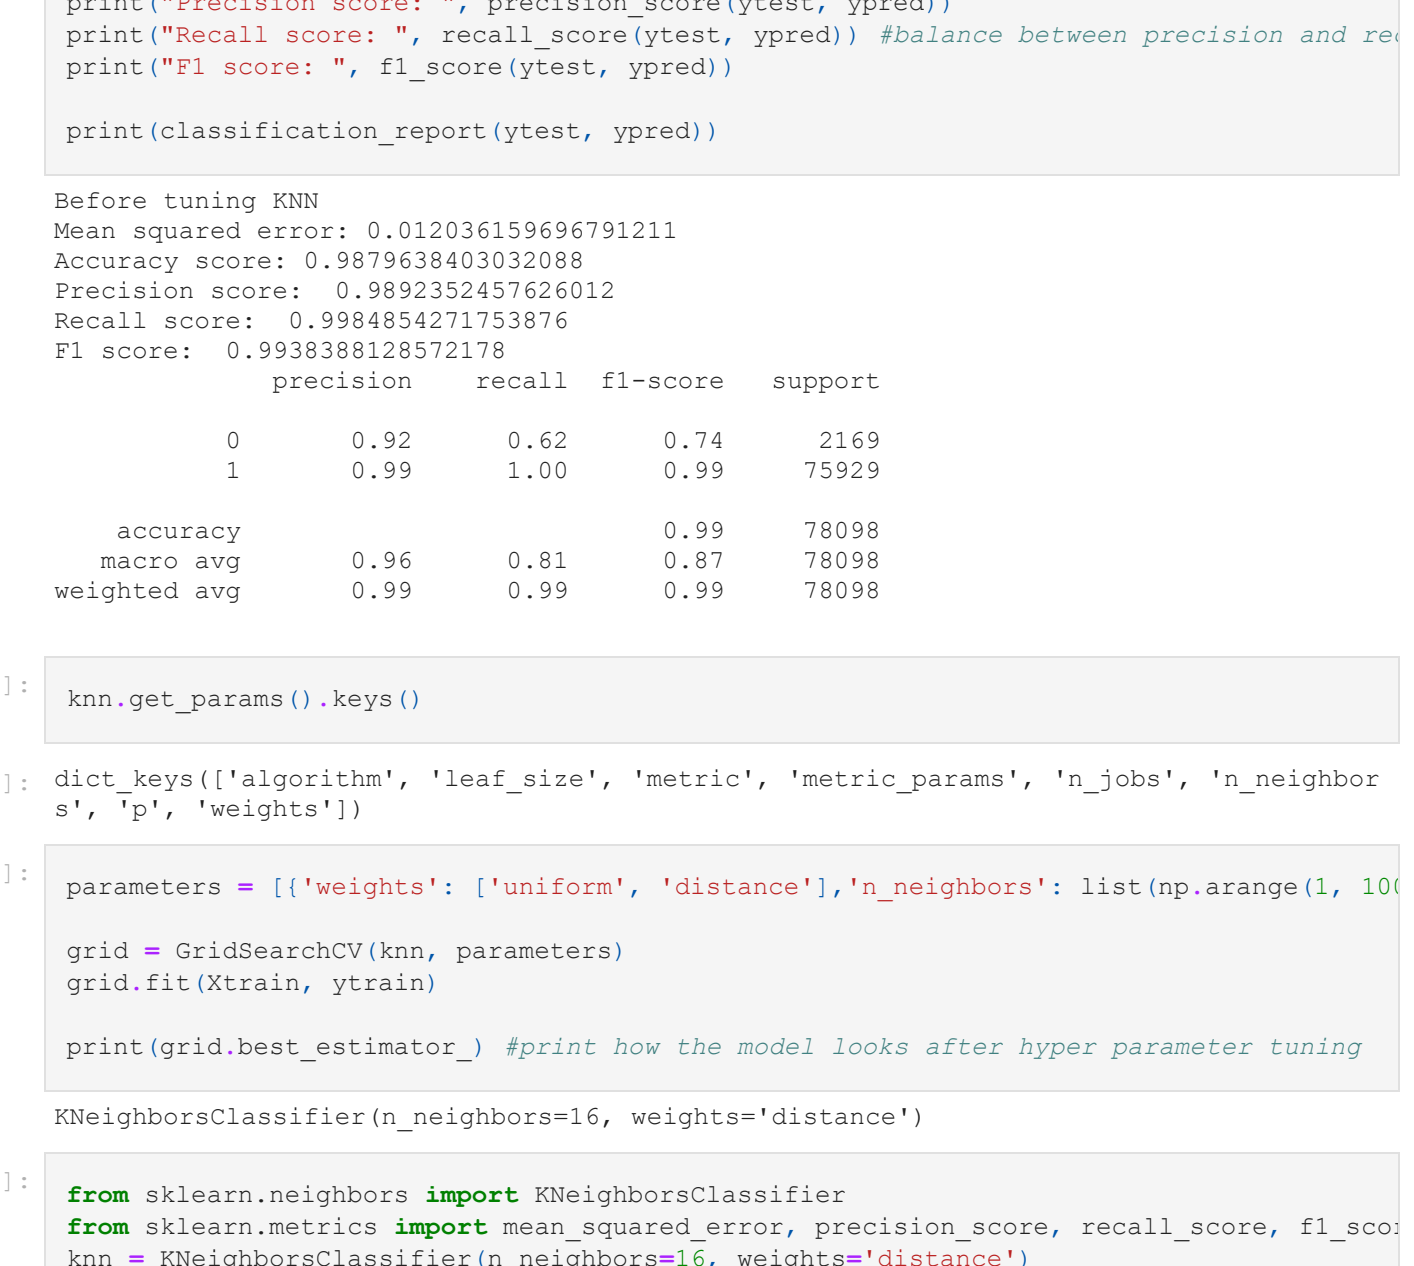 print("Precision score: ", precision_score(ytest, ypred))
print("Recall score: ", recall_score(ytest, ypred)) #balance between precision and
print("F1 score: ", f1_score(ytest, ypred))
print(classification_report(ytest, ypred))
Before tuning KNN
Mean squared error: 0.012036159696791211
Accuracy score: 0.9879638403032088
Precision score:  0.9892352457626012
Recall score:  0.9984854271753876
F1 score:  0.9938388128572178
precision    recall  f1-score   support
0       0.92      0.62      0.74      2169
1       0.99      1.00      0.99     75929
accuracy                           0.99     78098
macro avg       0.96      0.81      0.87     78098
weighted avg       0.99      0.99      0.99     78098
]: knn.get_params().keys()
]: dict_keys(['algorithm', 'leaf_size', 'metric', 'metric_params', 'n_jobs', 'n_neighbor
s', 'p', 'weights'])
]: parameters = [{'weights': ['uniform', 'distance'],'n_neighbors': list(np.arange(1,
grid = GridSearchCV(knn, parameters)
grid.fit(Xtrain, ytrain)
print(grid.best_estimator_) #print how the model looks after hyper parameter tuning
KNeighborsClassifier(n_neighbors=16, weights='distance')
]: from sklearn.neighbors import KNeighborsClassifier
from sklearn.metrics import mean_squared_error, precision_score, recall_score,
knn = KNeighborsClassifier(n_neighbors=16, weights='distance')